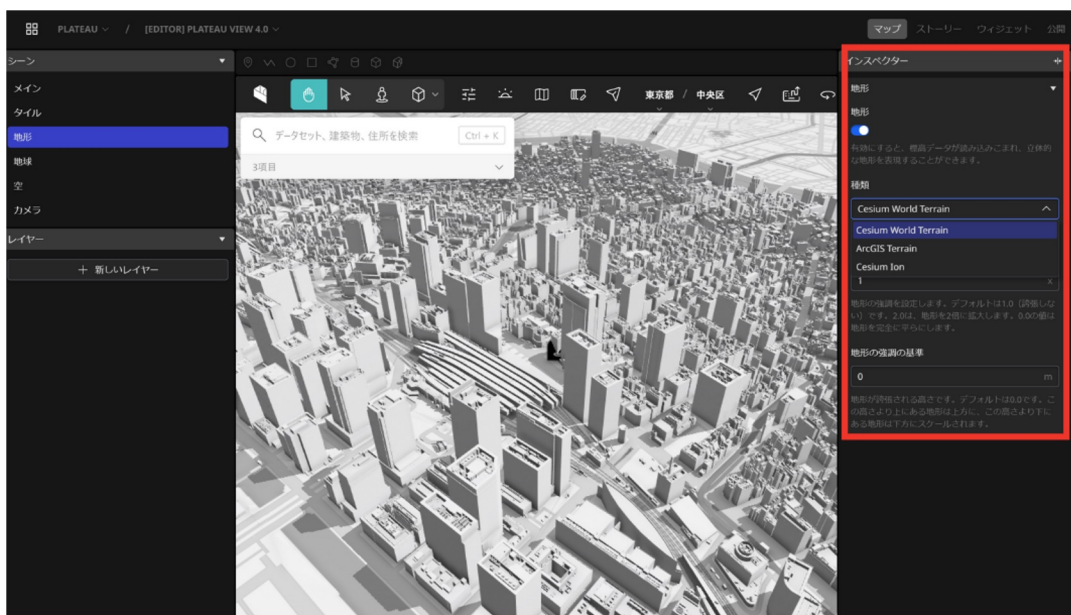 PLATEAU / [EDITOR] PLATEAU VIEW 4.0
マップ ストーリー ウィジェット 公開
シーン
メイン
タイル
地形
地球
空
カメラ
レイヤー
+ 新しいレイヤー
東京都 / 中央区
データセット、建築物、住所を検索 Ctrl + K
3項目
インスペクター
地形
地形
有効にすると、標高データが読み込みこまれ、立体的
な地形を表現することができます。
種類
Cesium World Terrain
Cesium World Terrain
ArcGIS Terrain
Cesium Ion
1 x
地形の強調を設定します。デフォルトは1.0（誇張しな
い）です。2.0は、地形を2倍に拡大します。0.0の値は
地形を完全に平らにします。
地形の強調の基準
0 m
地形が誇張される高さです。デフォルトは0.0です。こ
の高さより上にある地形は上方に、この高さより下に
ある地形は下方にスケールされます。